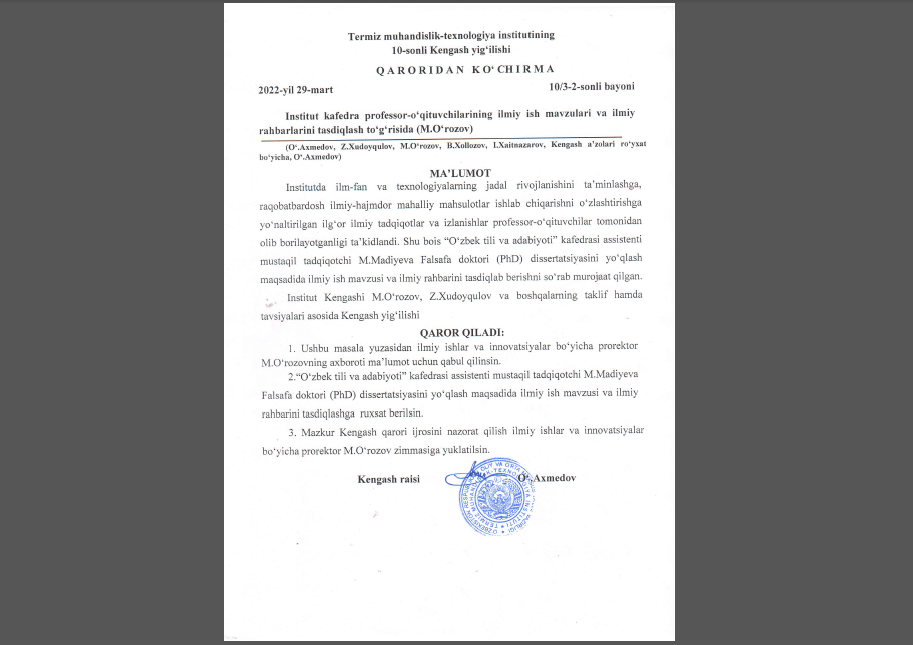 Termiz muhandislik-texnologiya institutining
10-sonli Kengash yig‘ilishi
QARORIDAN KO‘CHIRMA
2022-yil 29-mart
10/3-2-sonli bayoni
Institut kafedra professor-o‘qituvchilarining ilmiy ish mavzulari va ilmiy
rahbarlarini tasdiqlash to‘g‘risida (M.O‘rozov)
(O‘.Axmedov, Z.Xudoyqulov, M.O‘rozov, B.Xollozov, I.Xaitnazarov, Kengash a’zolari ro‘yxat
bo‘yicha, O‘.Axmedov)
MA’LUMOT
Institutda ilm-fan va texnologiyalarning jadal rivojlanishini ta’minlashga,
raqobatbardosh ilmiy-hajmdor mahalliy mahsulotlar ishlab chiqarishni o‘zlashtirishga
yo‘naltirilgan ilg‘or ilmiy tadqiqotlar va izlanishlar professor-o‘qituvchilar tomonidan
olib borilayotganligi ta’kidlandi. Shu bois “O‘zbek tili va adabiyoti” kafedrasi assistenti
mustaqil tadqiqotchi M.Madiyeva Falsafa doktori (PhD) dissertatsiyasini yo‘qlash
maqsadida ilmiy ish mavzusi va ilmiy rahbarini tasdiqlab berishni so‘rab murojaat qilgan.
Institut Kengashi M.O‘rozov, Z.Xudoyqulov va boshqalarning taklif hamda
tavsiyalari asosida Kengash yig‘ilishi
QAROR QILADI:
1. Ushbu masala yuzasidan ilmiy ishlar va innovatsiyalar bo‘yicha prorektor
M.O‘rozovning axboroti ma’lumot uchun qabul qilinsin.
2.“O‘zbek tili va adabiyoti” kafedrasi assistenti mustaqil tadqiqotchi M.Madiyeva
Falsafa doktori (PhD) dissertatsiyasini yo‘qlash maqsadida ilmiy ish mavzusi va ilmiy
rahbarini tasdiqlashga ruxsat berilsin.
3. Mazkur Kengash qarori ijrosini nazorat qilish ilmiy ishlar va innovatsiyalar
bo‘yicha prorektor M.O‘rozov zimmasiga yuklatilsin.
Kengash raisi
O‘.Axmedov